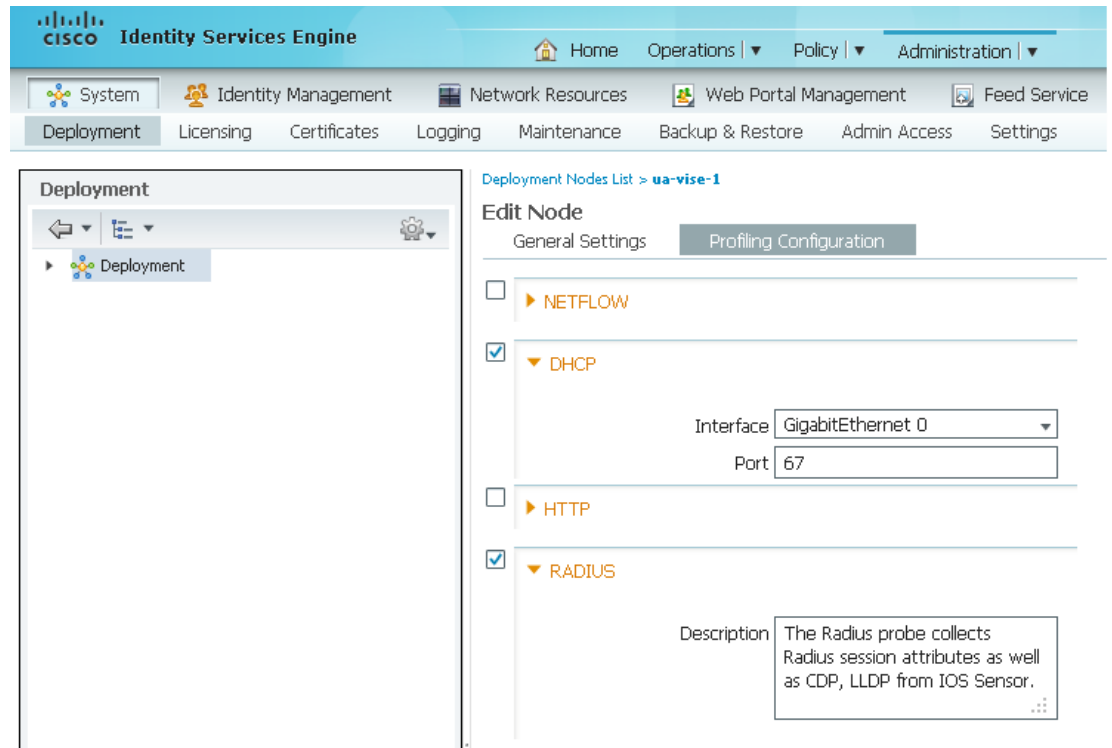 CISCO Identity Services Engine
Home Operations Policy Administration
System Identity Management Network Resources Web Portal Management Feed Service
Deployment Licensing Certificates Logging Maintenance Backup & Restore Admin Access Settings
Deployment
Deployment
Deployment Nodes List > ua-vise-1
Edit Node
General Settings Profiling Configuration
NETFLOW
DHCP
Interface GigabitEthernet 0
Port 67
HTTP
RADIUS
Description The Radius probe collects
Radius session attributes as well
as CDP, LLDP from IOS Sensor.